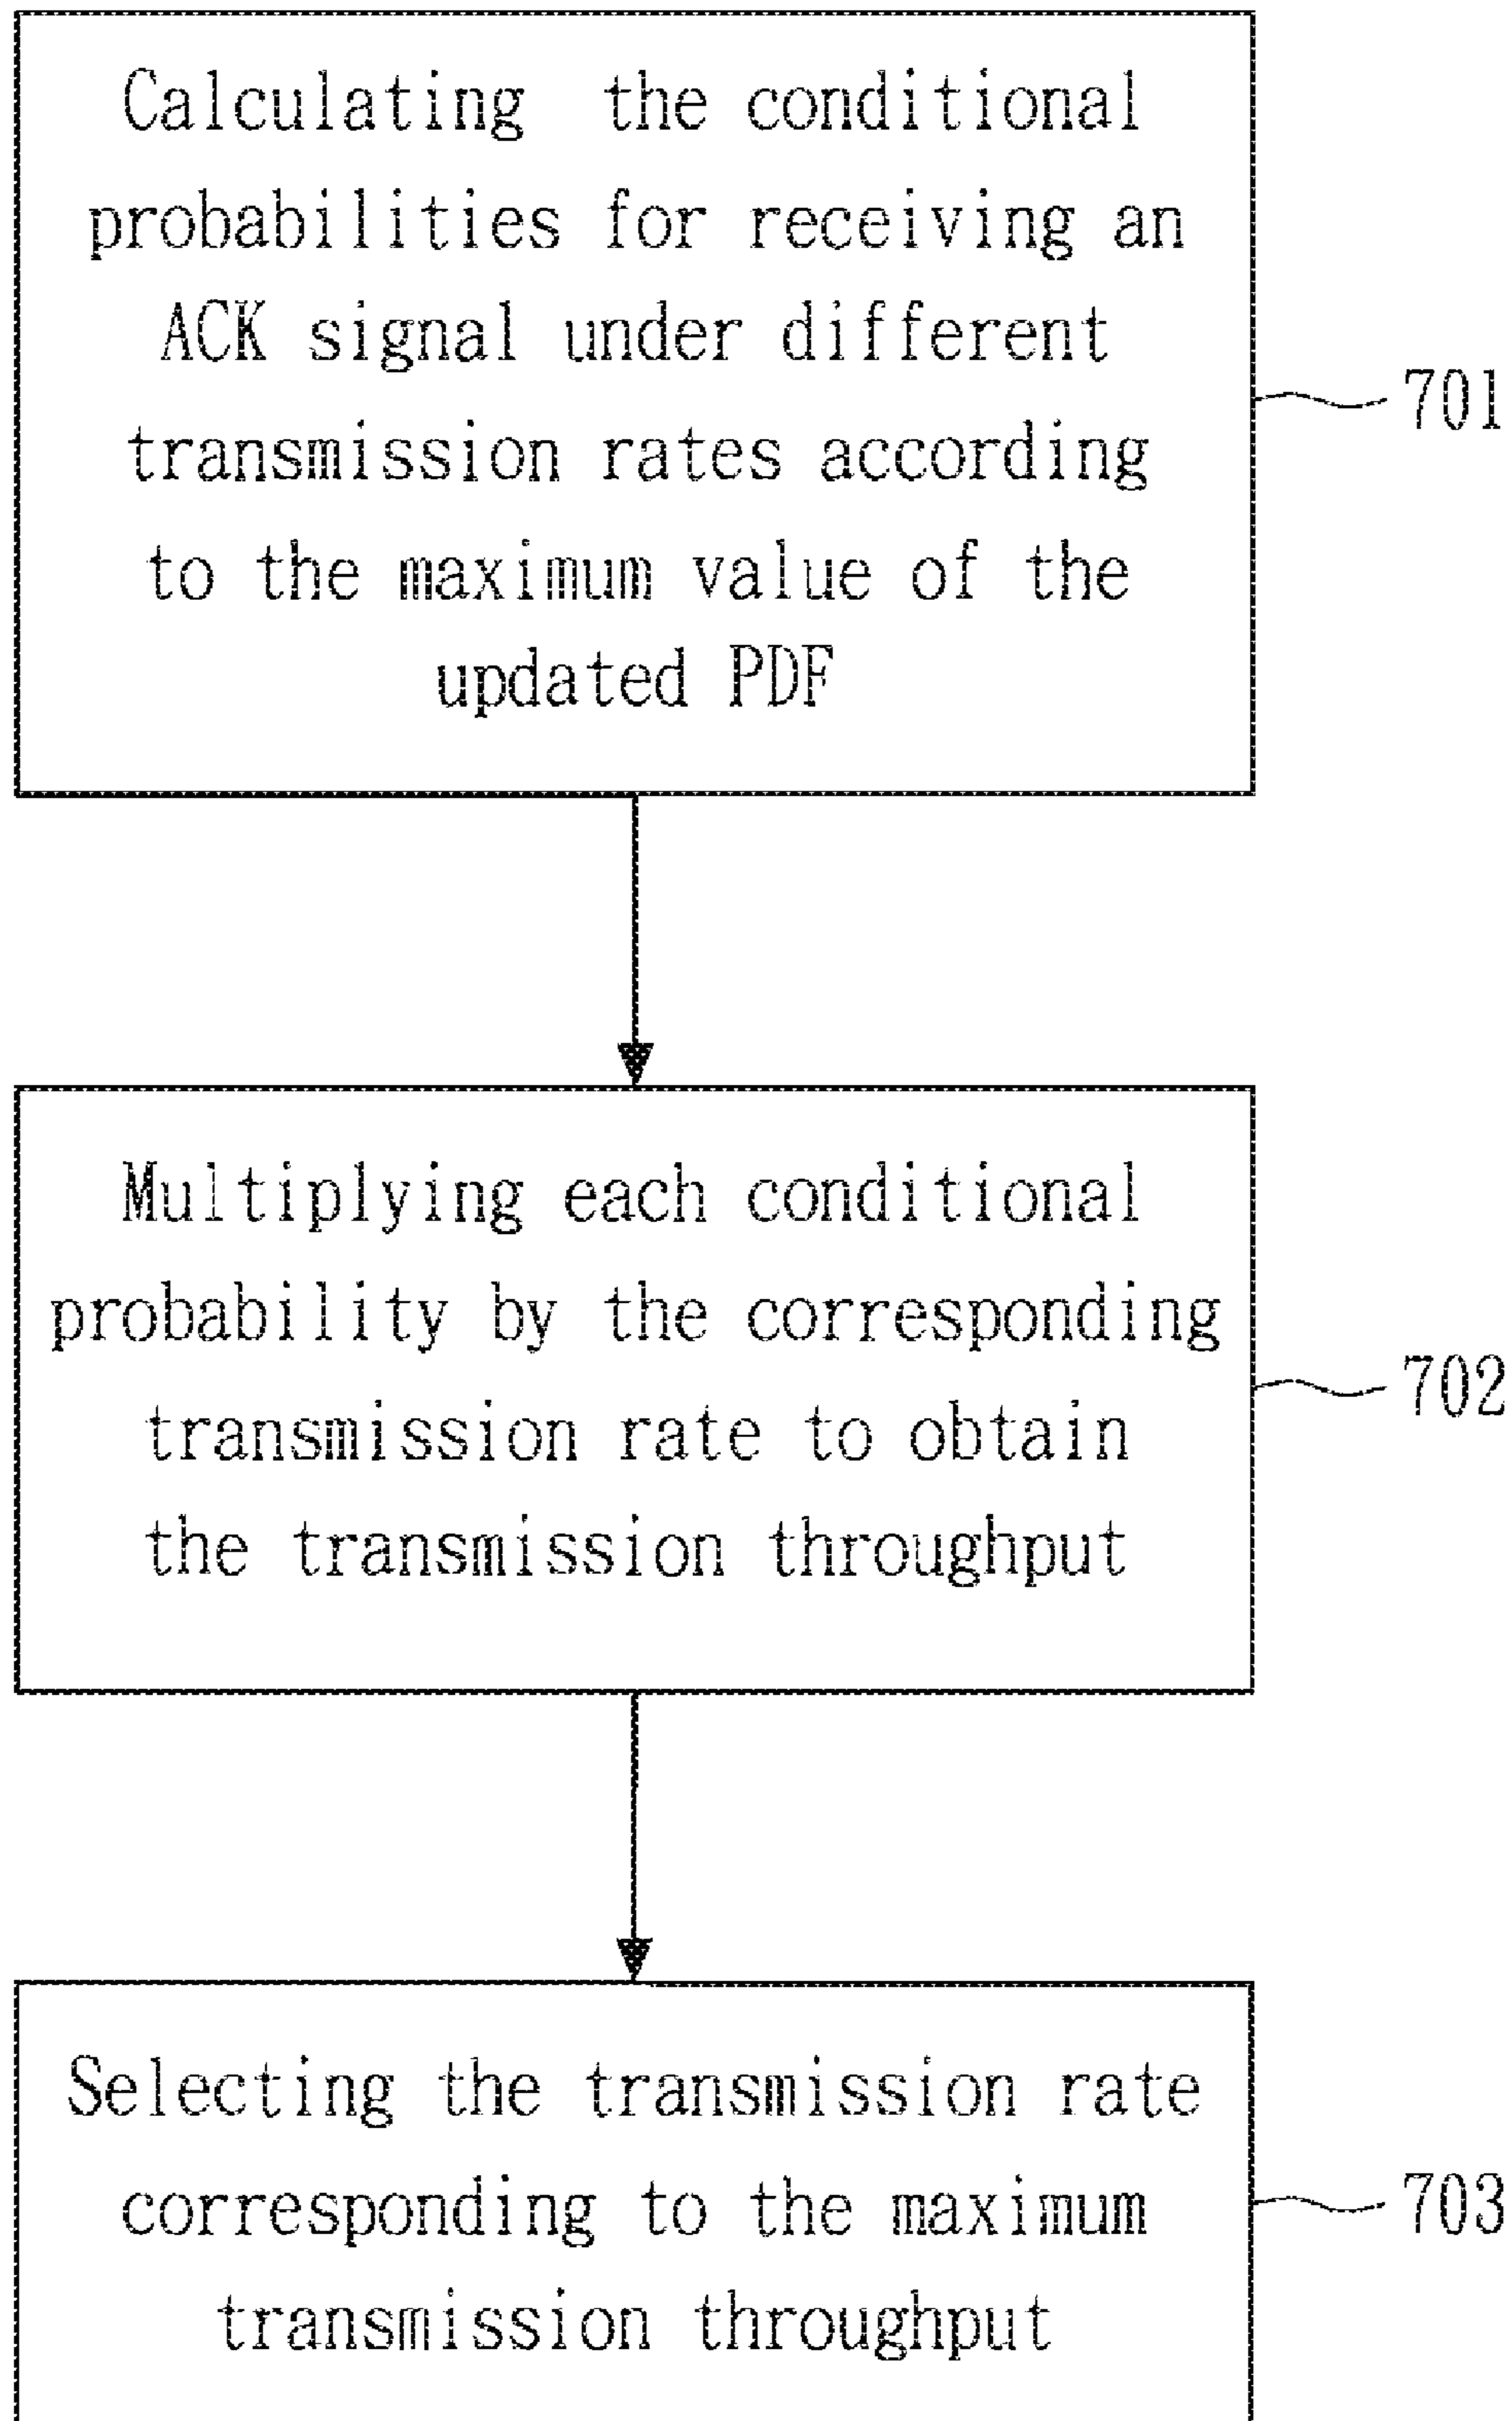 Calculating the conditional
probabilities for receiving an
ACK signal under different
transmission rates according
to the maximum value of the
updated PDF
701
Multiplying each conditional
probability by the corresponding
transmission rate to obtain
the transmission throughput
702
Selecting the transmission rate
corresponding to the maximum
transmission throughput
703